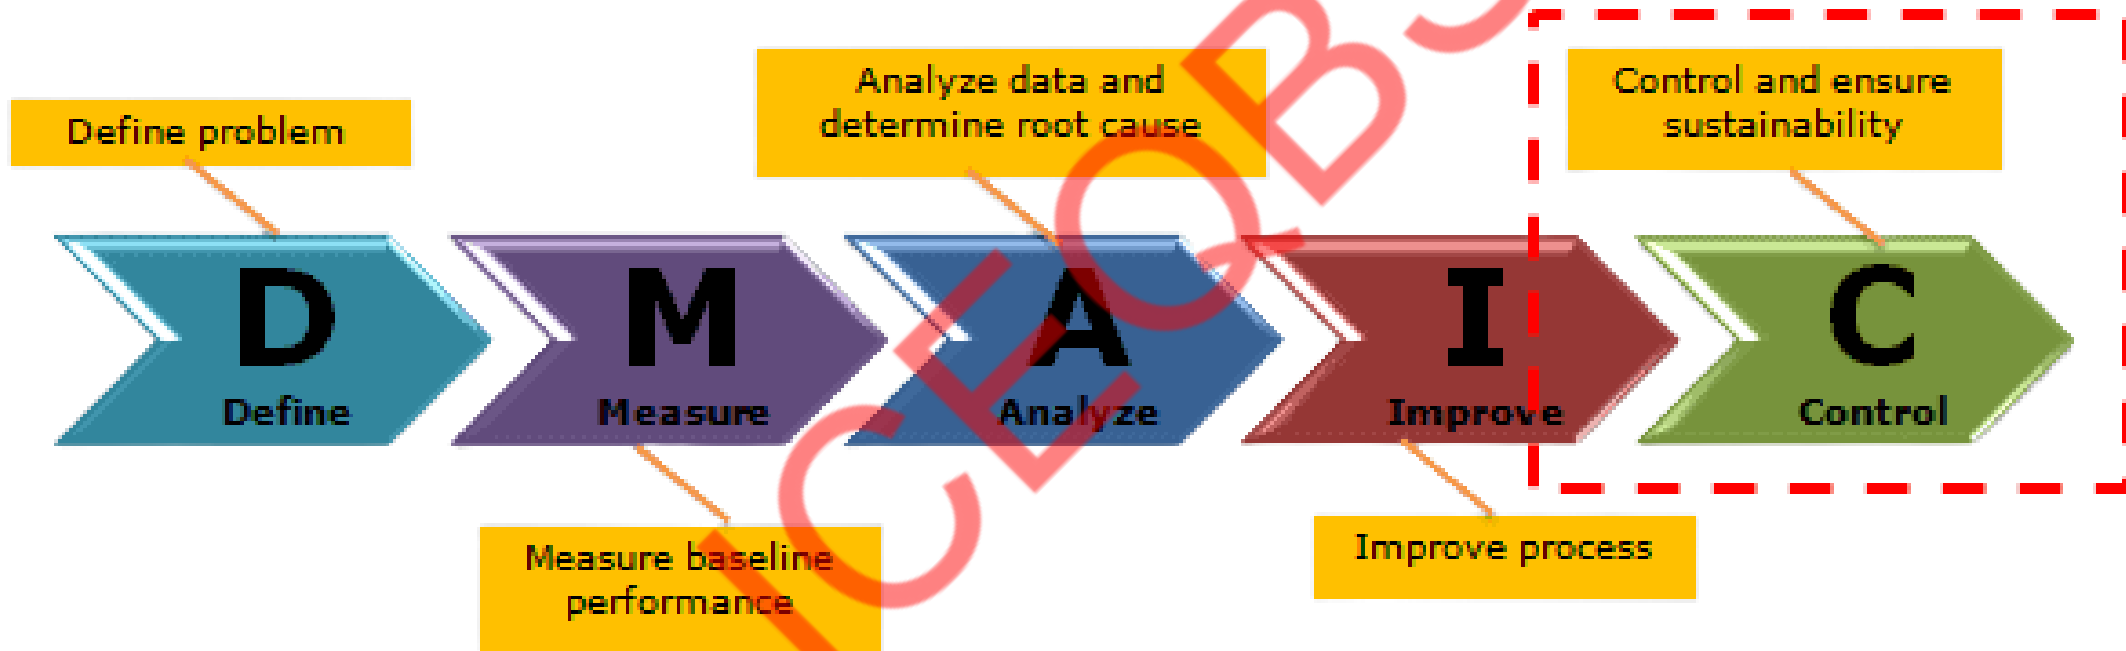 Define problem
Analyze data and
determine root cause
Control and ensure
sustainability
D
Define
M
Measure
A
Analyze
I
Improve
C
Control
Measure baseline
performance
Improve process